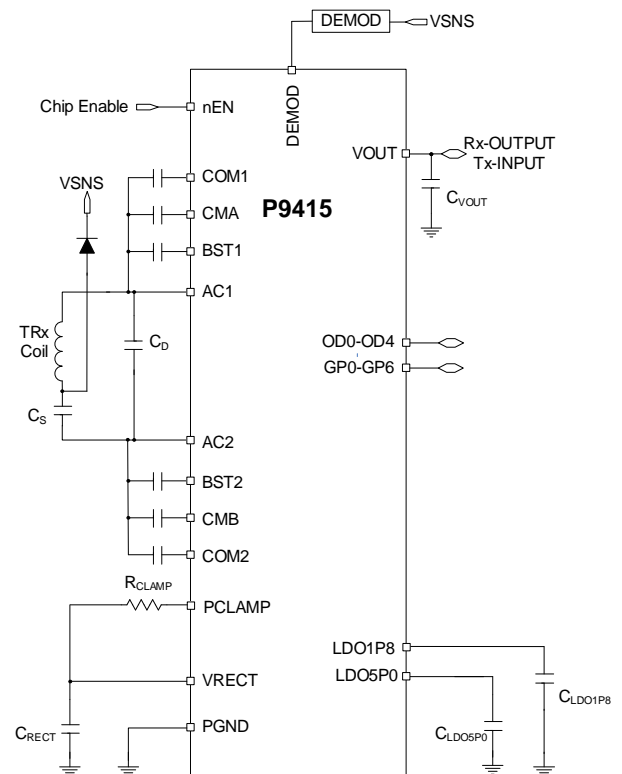 DEMOD
VSNS
Chip Enable
nEN
DEMOD
VOUT
Rx-OUTPUT
Tx-INPUT
CVOUT
VSNS
COM1
CMA
P9415
BST1
AC1
TRx
Coil
CD
OD0-OD4
GP0-GP6
CS
AC2
BST2
CMB
COM2
RCLAMP
PCLAMP
LDO1P8
VRECT
LDO5P0
CLDO1P8
CRECT
PGND
CLDO5P0